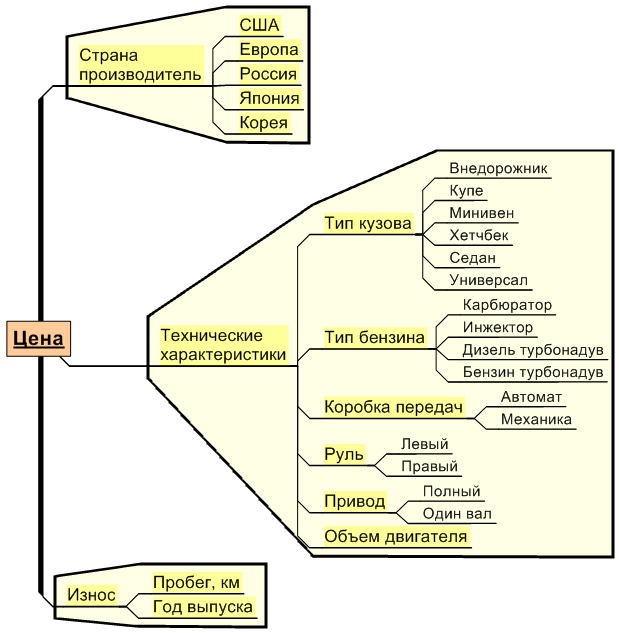 Цена
Страна
производитель
США
Европа
Россия
Япония
Корея
Технические
характеристики
Тип кузова
Внедорожник
Купе
Минивен
Хетчбек
Седан
Универсал
Тип бензина
Карбюратор
Инжектор
Дизель турбонадув
Бензин турбонадув
Коробка передач
Автомат
Механика
Руль
Левый
Правый
Привод
Полный
Один вал
Объем двигателя
Износ
Пробег, км
Год выпуска